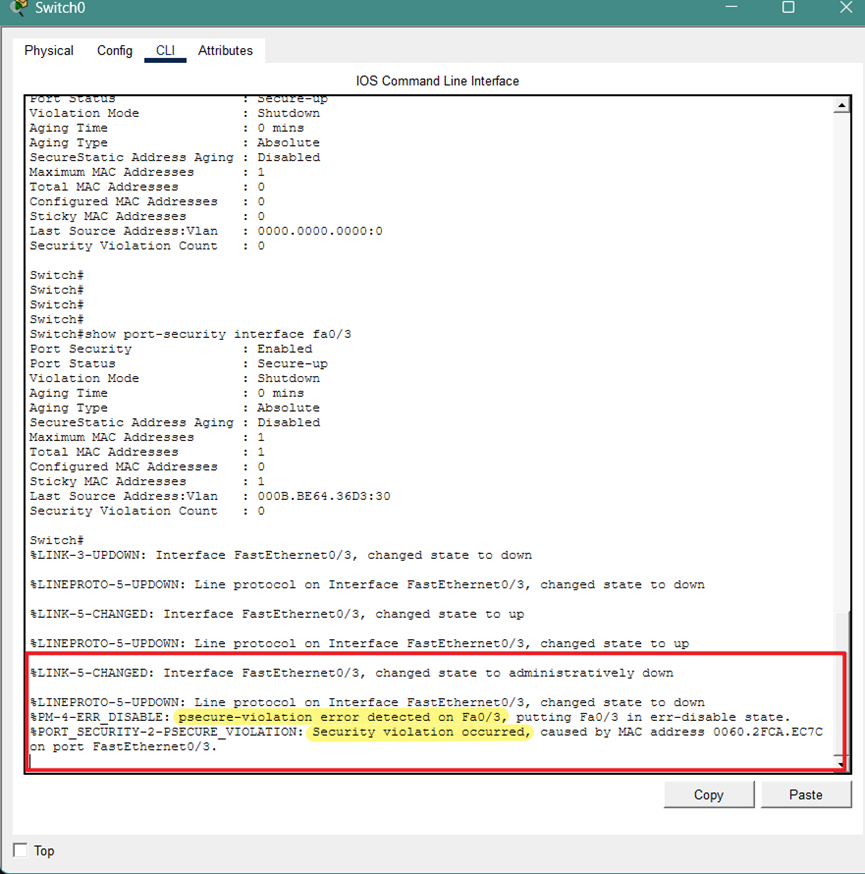 Switch0
Physical Config CLI Attributes
IOS Command Line Interface
Port Status : Secure-up
Violation Mode : Shutdown
Aging Time : 0 mins
Aging Type : Absolute
SecureStatic Address Aging : Disabled
Maximum MAC Addresses : 1
Total MAC Addresses : 0
Configured MAC Addresses : 0
Sticky MAC Addresses : 0
Last Source Address:Vlan : 0000.0000.0000:0
Security Violation Count : 0
Switch#
Switch#
Switch#
Switch#
Switch#show port-security interface fa0/3
Port Security : Enabled
Port Status : Secure-up
Violation Mode : Shutdown
Aging Time : 0 mins
Aging Type : Absolute
SecureStatic Address Aging : Disabled
Maximum MAC Addresses : 1
Total MAC Addresses : 1
Configured MAC Addresses : 0
Sticky MAC Addresses : 1
Last Source Address:Vlan : 000B.BE64.36D3:30
Security Violation Count : 0
Switch#
%LINK-3-UPDOWN: Interface FastEthernet0/3, changed state to down
%LINEPROTO-5-UPDOWN: Line protocol on Interface FastEthernet0/3, changed state to down
%LINK-5-CHANGED: Interface FastEthernet0/3, changed state to up
%LINEPROTO-5-UPDOWN: Line protocol on Interface FastEthernet0/3, changed state to up
%LINK-5-CHANGED: Interface FastEthernet0/3, changed state to administratively down
%LINEPROTO-5-UPDOWN: Line protocol on Interface FastEthernet0/3, changed state to down
%PM-4-ERR_DISABLE: psecure-violation error detected on Fa0/3, putting Fa0/3 in err-disable state.
%PORT_SECURITY-2-PSECURE_VIOLATION: Security violation occurred, caused by MAC address 0060.2FCA.EC7C
on port FastEthernet0/3.
Copy Paste
Top